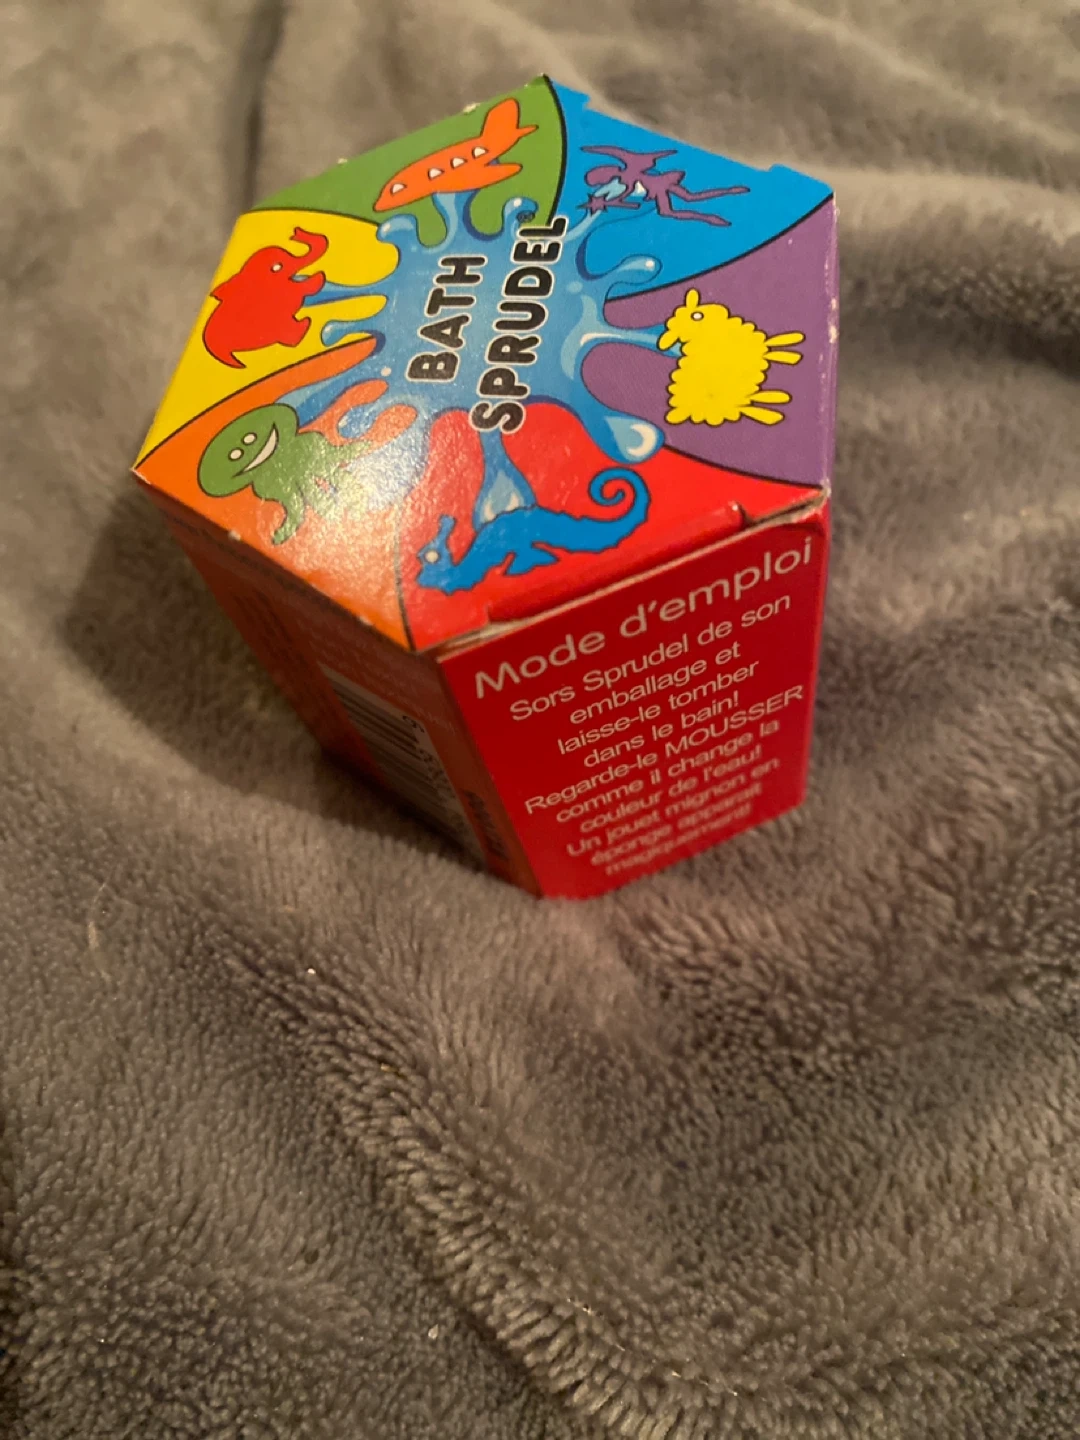 BATH
SPRUDEL®
Mode d'emploi
Sors Sprudel de son
emballage et
laisse-le tomber
dans le bain!
Regarde-le MOUSSER
comme il change la
couleur de l'eau!
Un jouet mignon en
éponge apparaît
magiquement!